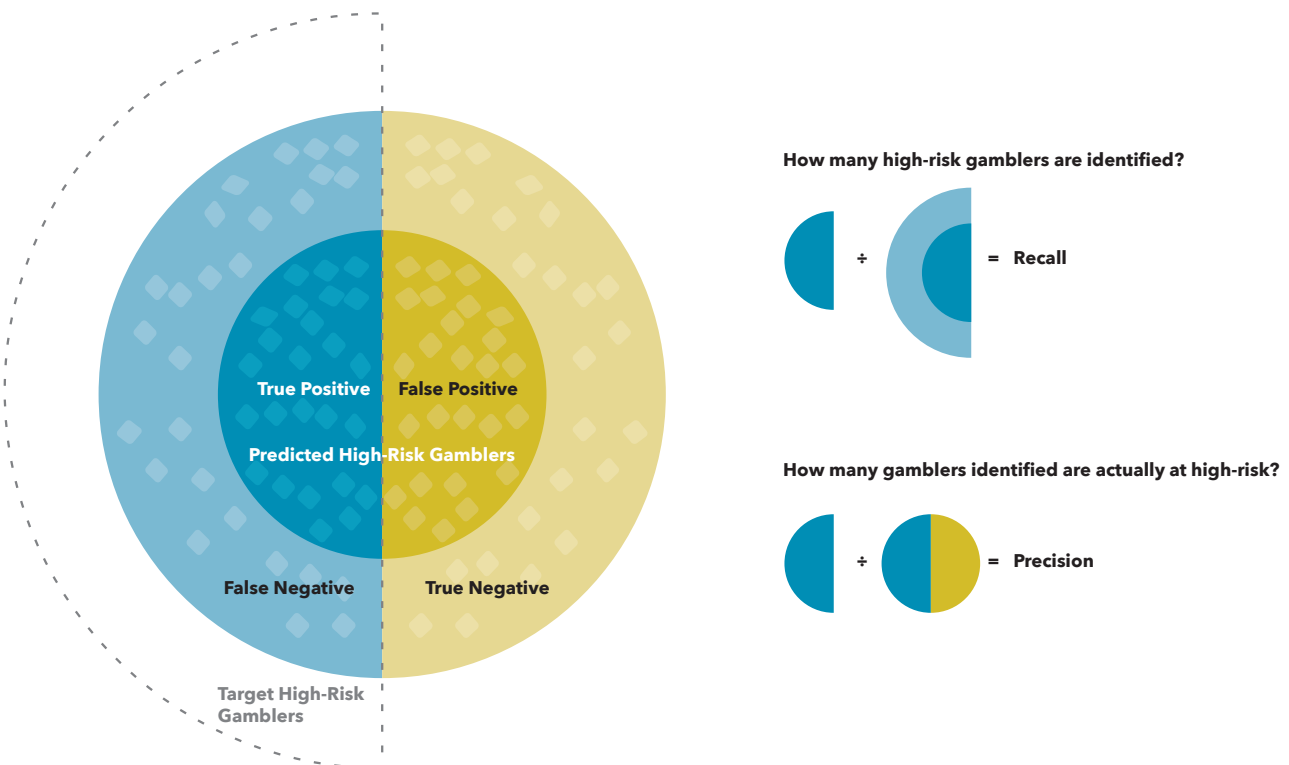 True Positive
False Positive
Predicted High-Risk Gamblers
False Negative
True Negative
Target High-Risk
Gamblers
How many high-risk gamblers are identified?
÷
= Recall
How many gamblers identified are actually at high-risk?
÷
= Precision